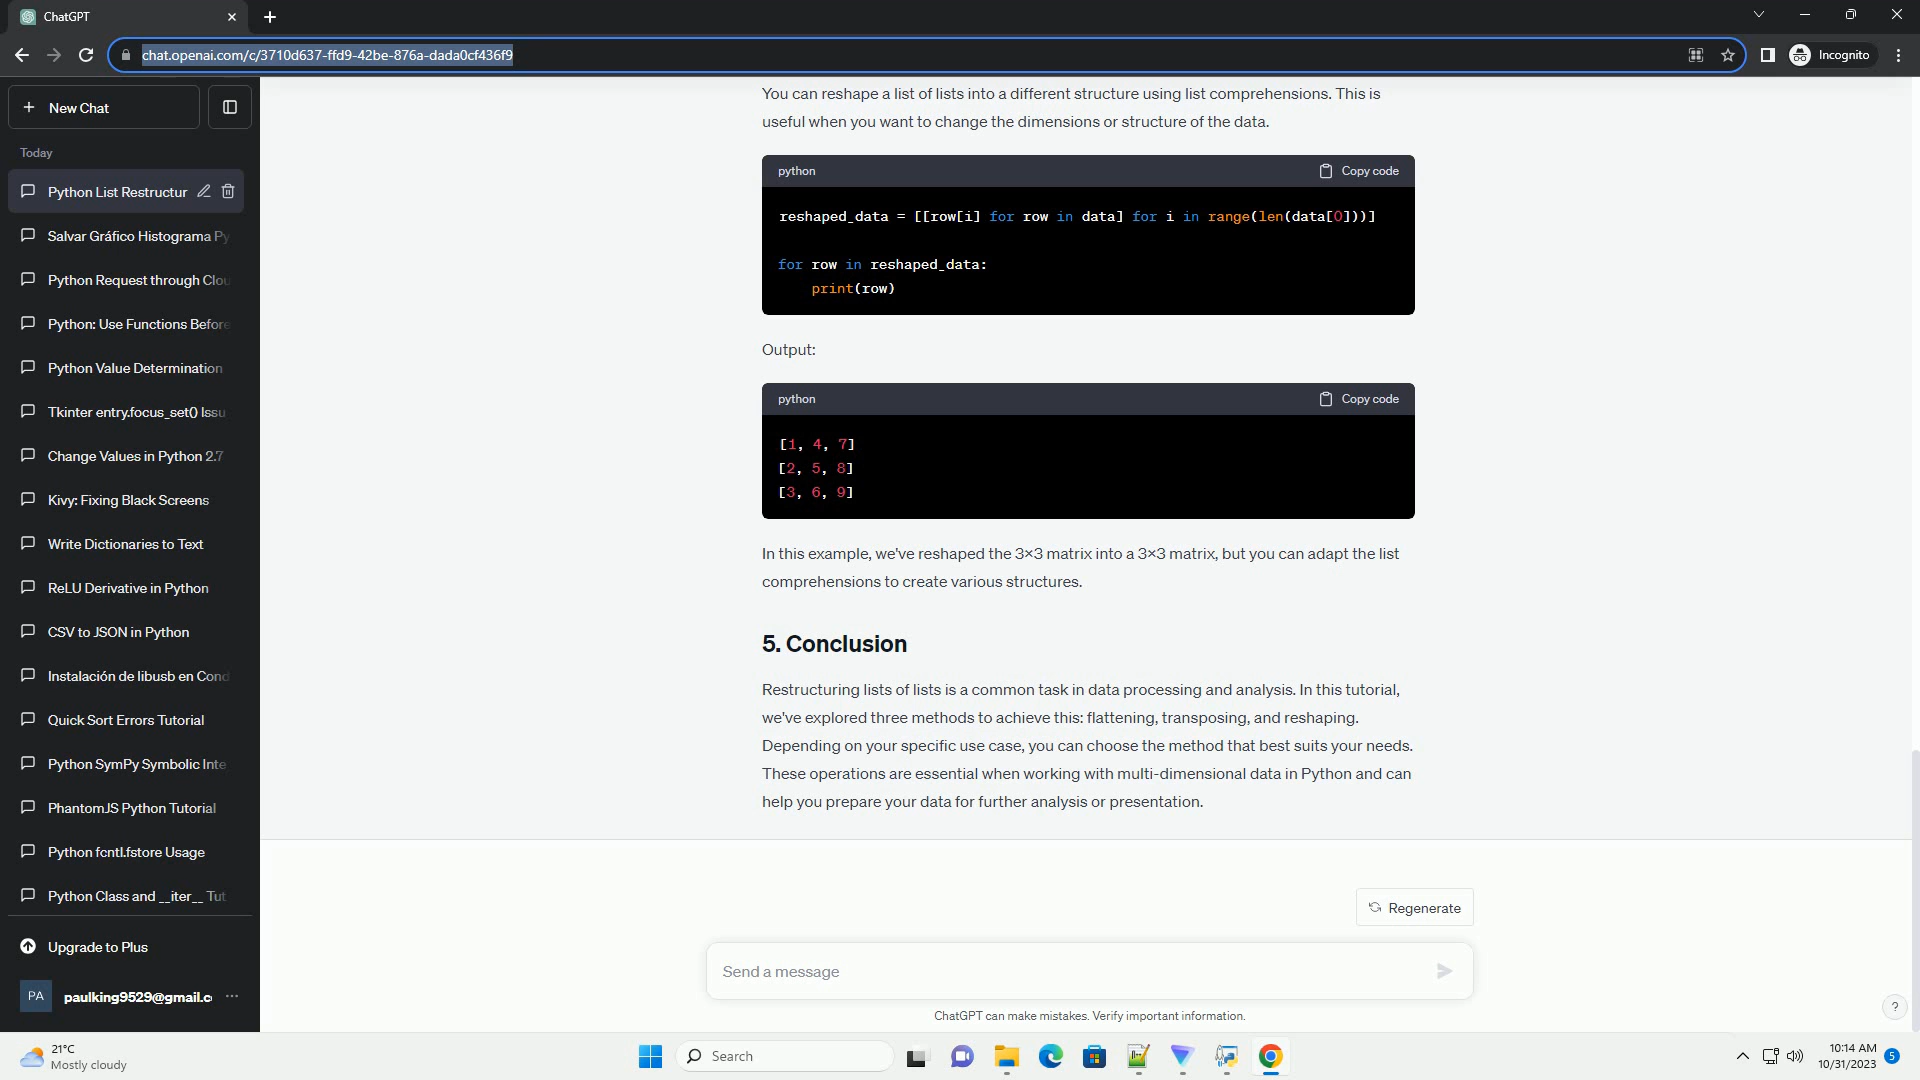 ChatGPT
chat.openai.com/c/3710d637-ffd9-42be-876a-dada0cf436f9
Incognito
New Chat
Today
Python List Restructur
Salvar Gráfico Histograma Py
Python Request through Clou
Python: Use Functions Before
Python Value Determination
Tkinter entry.focus_set() Issu
Change Values in Python 2.7
Kivy: Fixing Black Screens
Write Dictionaries to Text
ReLU Derivative in Python
CSV to JSON in Python
Instalación de libusb en Cond
Quick Sort Errors Tutorial
Python SymPy Symbolic Inte
PhantomJS Python Tutorial
Python fcntl.fstore Usage
Python Class and __iter__ Tut
Upgrade to Plus
PA
paulking9529@gmail.c
You can reshape a list of lists into a different structure using list comprehensions. This is
useful when you want to change the dimensions or structure of the data.
python
Copy code
reshaped_data = [[row[i] for row in data] for i in range(len(data[0]))]
for row in reshaped_data:
print(row)
Output:
python
Copy code
[1, 4, 7]
[2, 5, 8]
[3, 6, 9]
In this example, we've reshaped the 3×3 matrix into a 3×3 matrix, but you can adapt the list
comprehensions to create various structures.
5. Conclusion
Restructuring lists of lists is a common task in data processing and analysis. In this tutorial,
we've explored three methods to achieve this: flattening, transposing, and reshaping.
Depending on your specific use case, you can choose the method that best suits your needs.
These operations are essential when working with multi-dimensional data in Python and can
help you prepare your data for further analysis or presentation.
Regenerate
Send a message
ChatGPT can make mistakes. Verify important information.
?
21°C
Mostly cloudy
Search
10:14 AM
10/31/2023
5